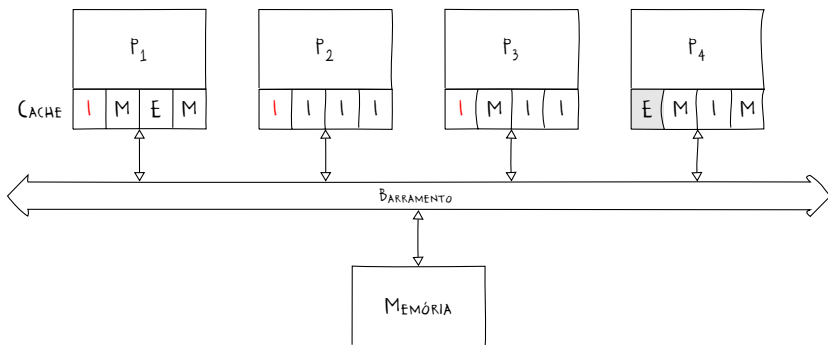 P1 P2 P3 P4
CACHE I M E M I I I I I M I I E M I M
BARRAMENTO
MEMÓRIA